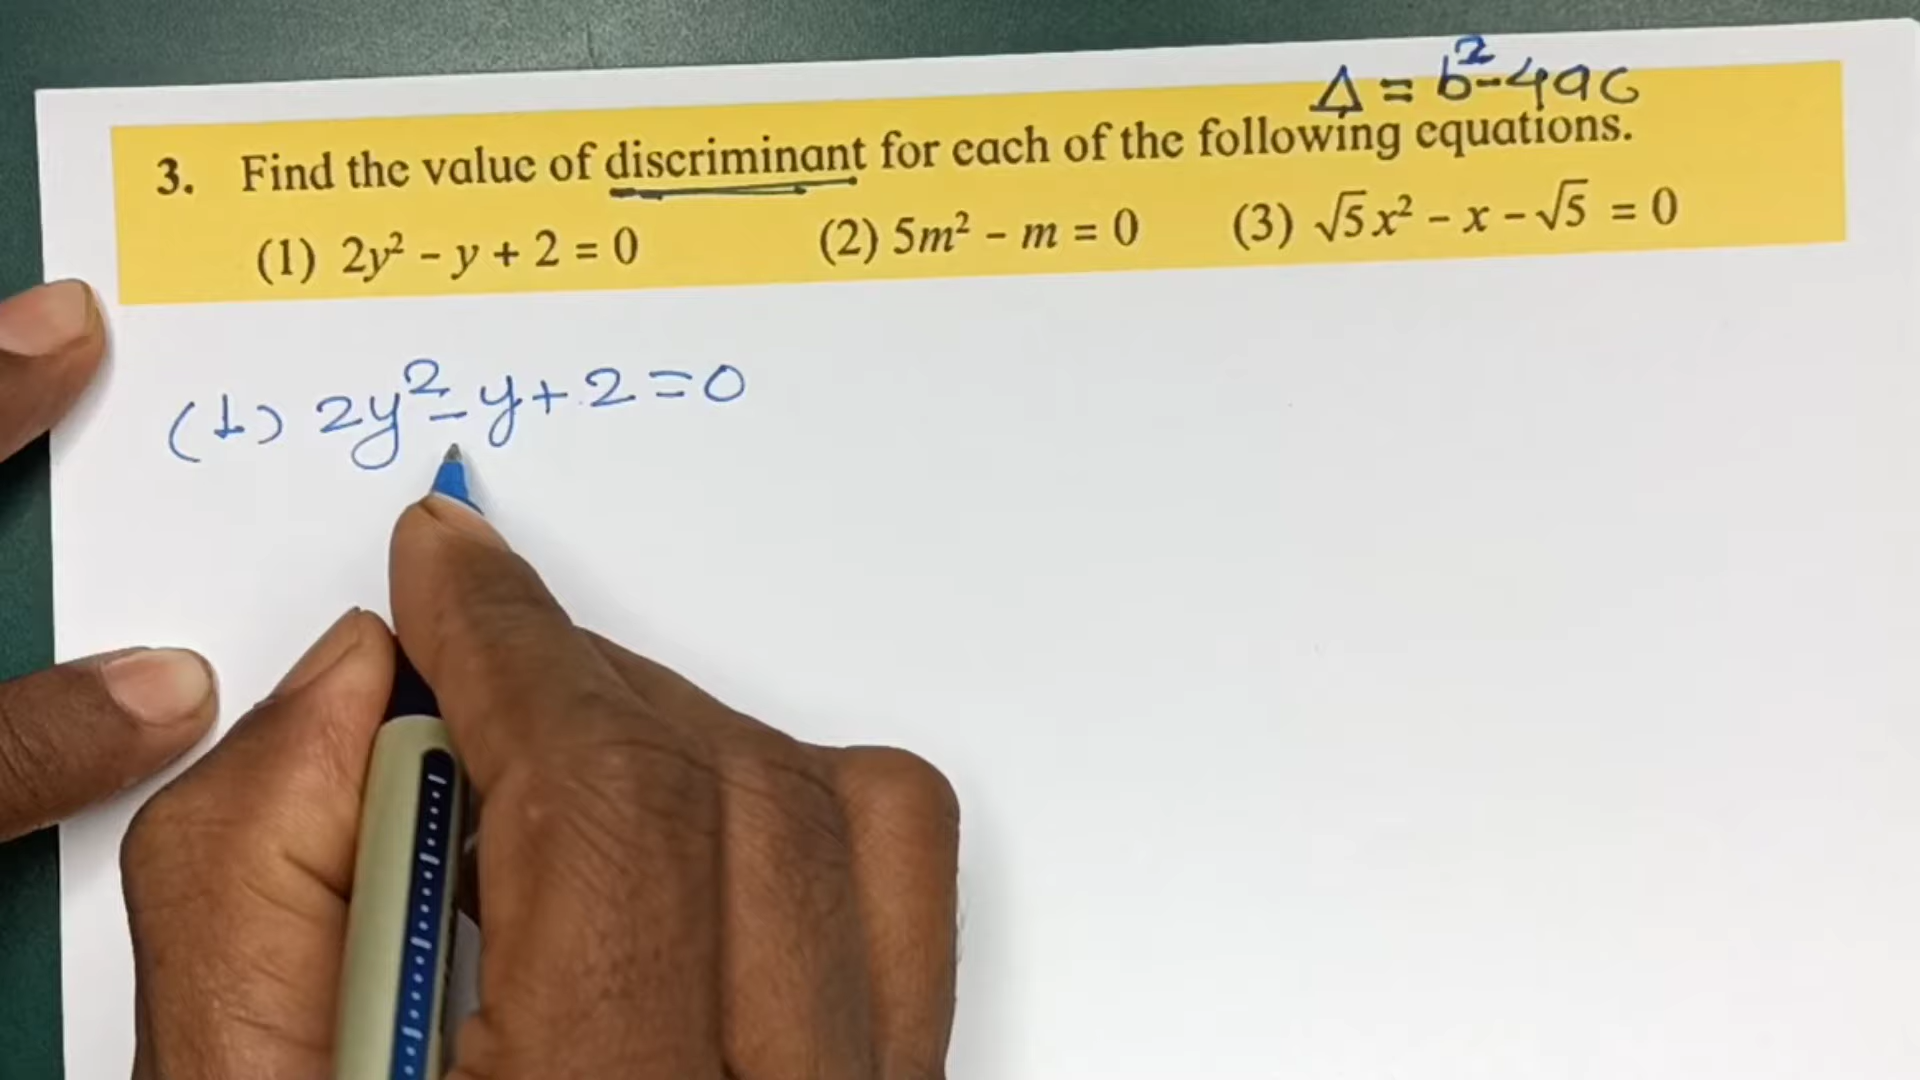 Δ = b² - 4ac
3. Find the value of discriminant for each of the following equations.
(1) 2y² - y + 2 = 0 (2) 5m² - m = 0 (3) √5x² - x - √5 = 0
(1) 2y² - y + 2 = 0